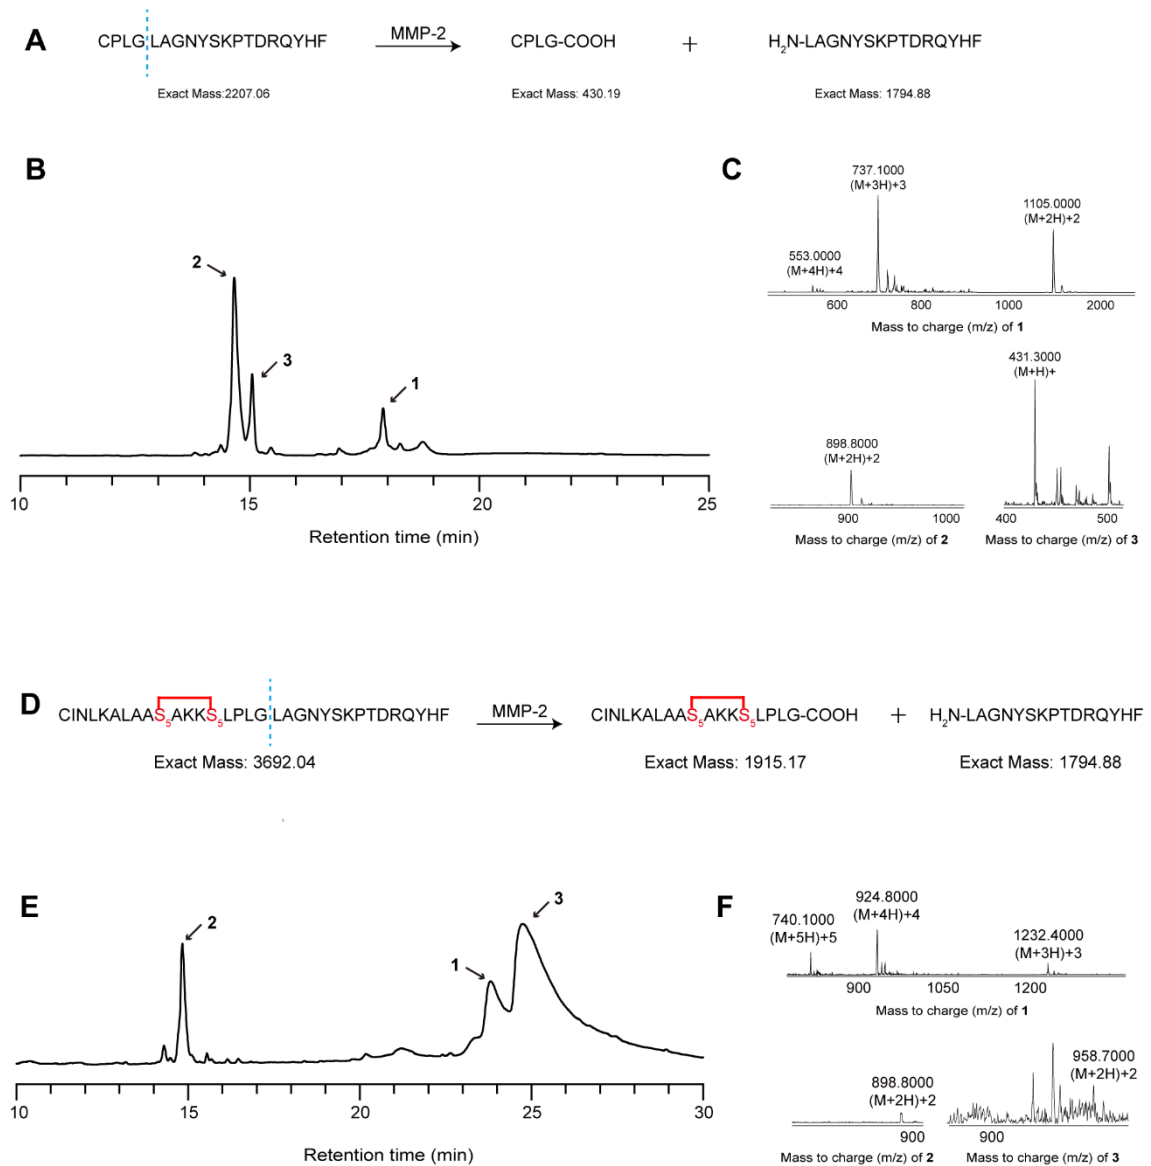 A
CPLG LAGNYSKPTDRQYHF
MMP-2
CPLG-COOH
+
H2N-LAGNYSKPTDRQYHF
Exact Mass:2207.06
Exact Mass: 430.19
Exact Mass: 1794.88
B
2
3
1
10
15
20
25
Retention time (min)
C
737.1000
(M+3H)+3
1105.0000
(M+2H)+2
553.0000
(M+4H)+4
600
800
1000
2000
Mass to charge (m/z) of 1
898.8000
(M+2H)+2
900
1000
Mass to charge (m/z) of 2
431.3000
(M+H)+
400
500
Mass to charge (m/z) of 3
D
CINLKALAAS5AKKS5LPLG LAGNYSKPTDRQYHF
MMP-2
CINLKALAAS5AKKS5LPLG-COOH
+
H2N-LAGNYSKPTDRQYHF
Exact Mass: 3692.04
Exact Mass: 1915.17
Exact Mass: 1794.88
E
2
1
3
10
15
20
25
30
Retention time (min)
F
740.1000
(M+5H)+5
924.8000
(M+4H)+4
1232.4000
(M+3H)+3
900
1050
1200
Mass to charge (m/z) of 1
898.8000
(M+2H)+2
900
Mass to charge (m/z) of 2
958.7000
(M+2H)+2
900
Mass to charge (m/z) of 3